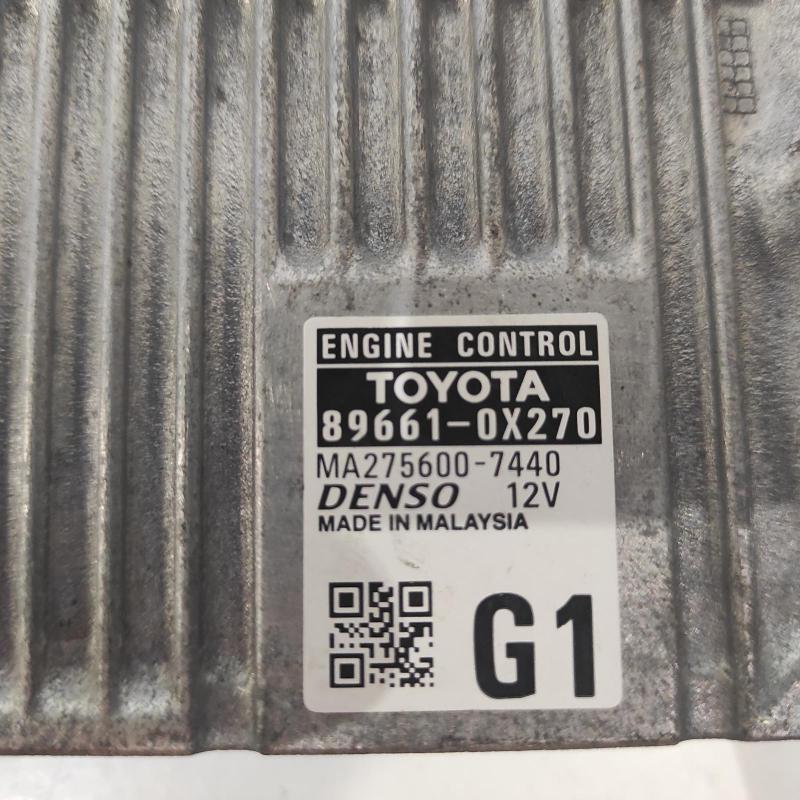 ENGINE CONTROL
TOYOTA
89661-0X270
MA275600-7440
DENSO 12V
MADE IN MALAYSIA
G1